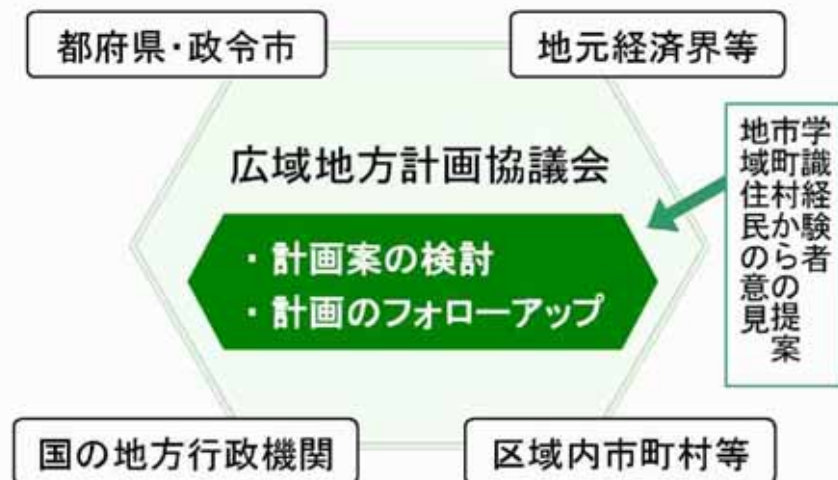 都府県・政令市
地元経済界等
広域地方計画協議会
・計画案の検討
・計画のフォローアップ
学識経験者
市町村からの提案
地域住民の意見
国の地方行政機関
区域内市町村等